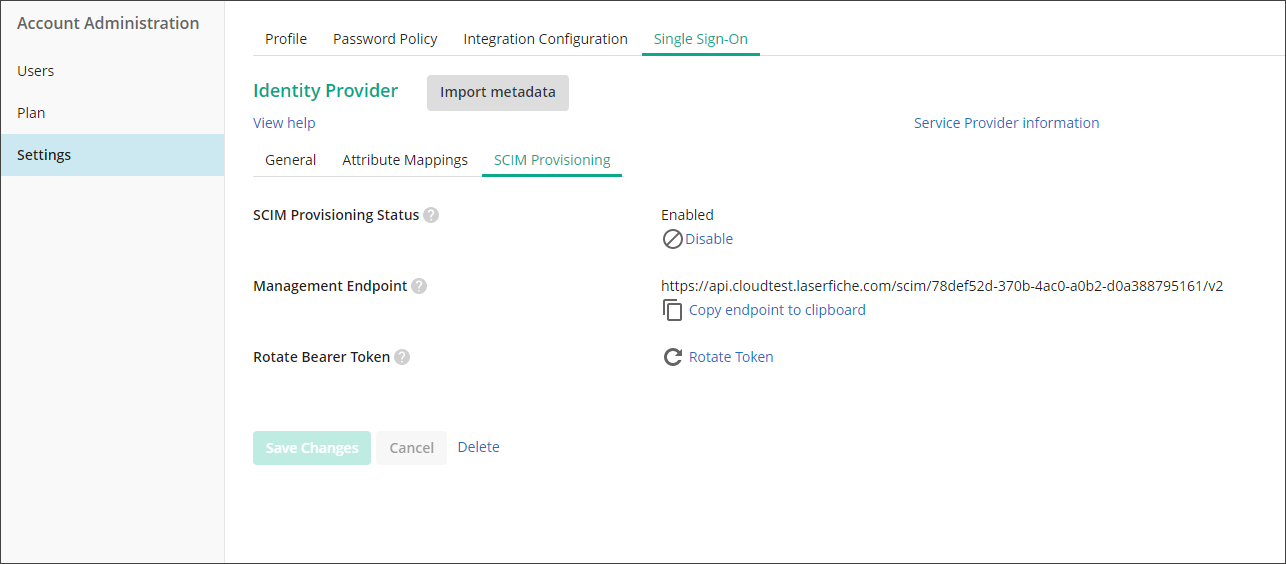 Account Administration
Users
Plan
Settings
Profile Password Policy Integration Configuration Single Sign-On
Identity Provider Import metadata
View help Service Provider information
General Attribute Mappings SCIM Provisioning
SCIM Provisioning Status ? Enabled
Disable
Management Endpoint ? https://api.cloudtest.laserfiche.com/scim/78def52d-370b-4ac0-a0b2-d0a388795161/v2
Copy endpoint to clipboard
Rotate Bearer Token ? Rotate Token
Save Changes Cancel Delete